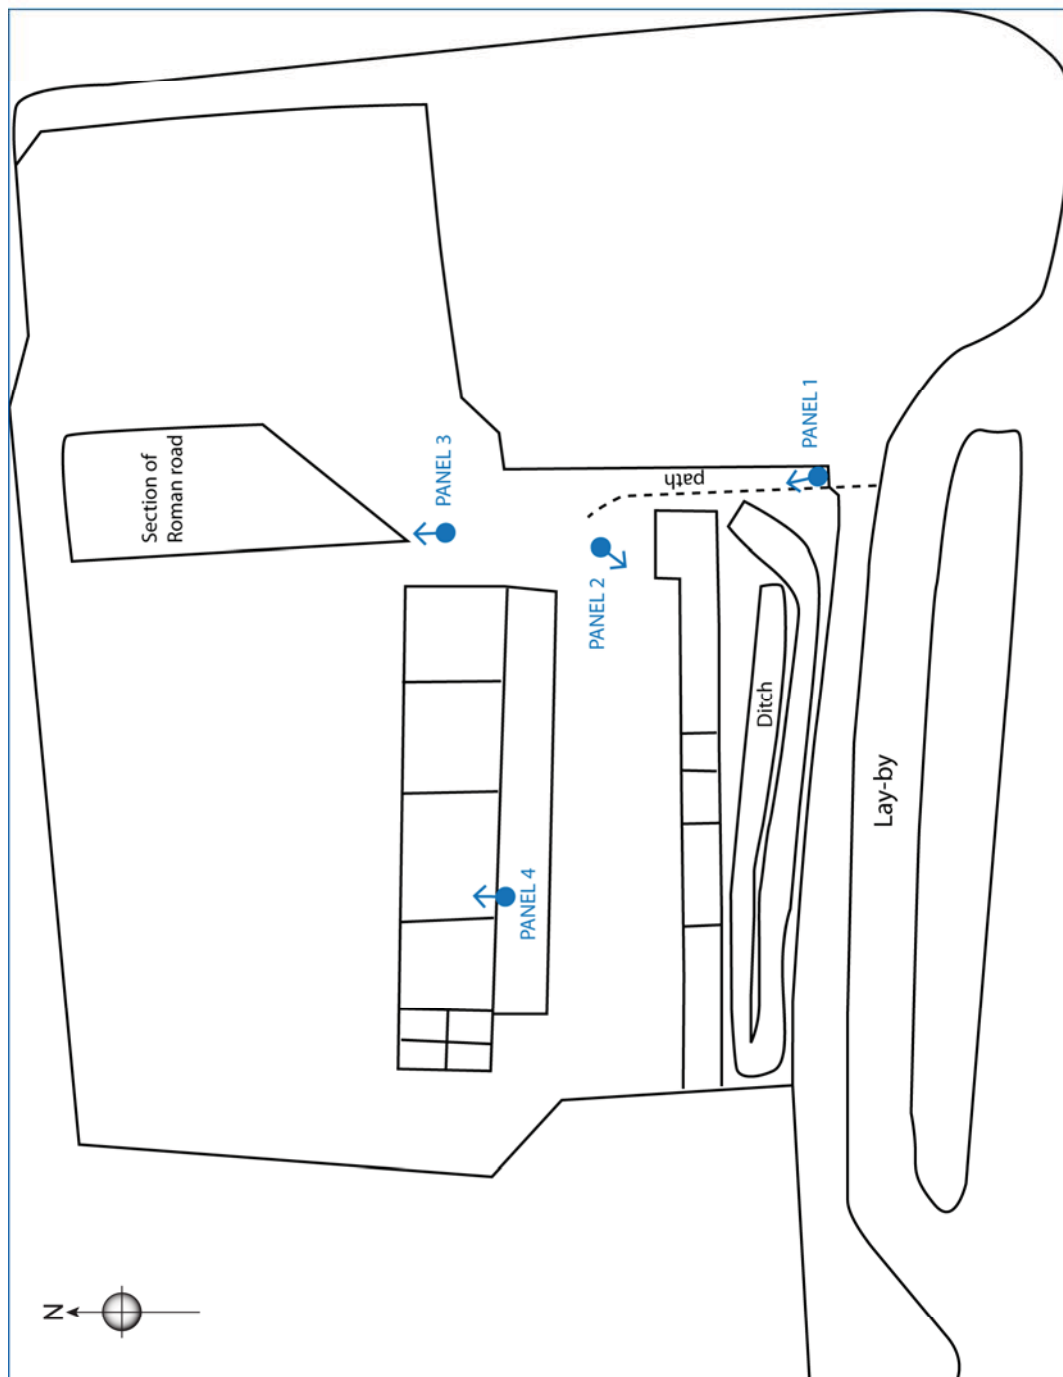 Section of
Roman road
PANEL 3
PANEL 1
path
PANEL 2
Ditch
Lay-by
PANEL 4
N